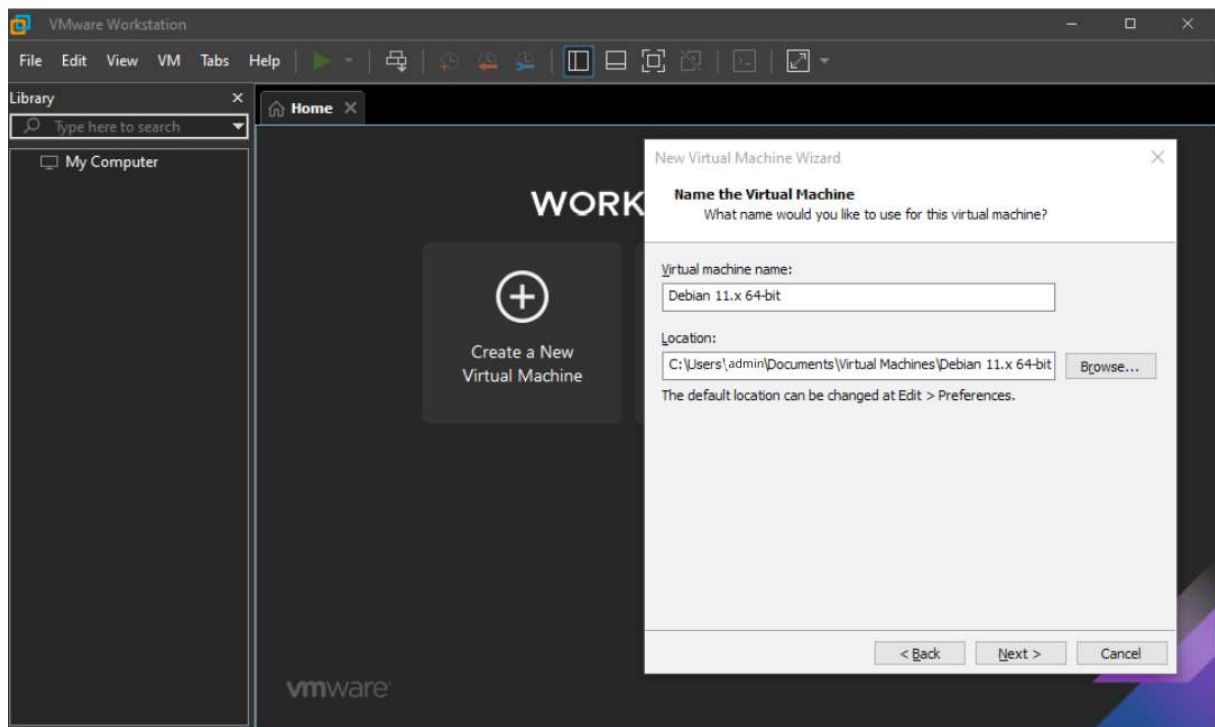 VMware Workstation
File Edit View VM Tabs Help
Library
Home
Type here to search
My Computer
WORK
Create a New
Virtual Machine
vmware
New Virtual Machine Wizard
Name the Virtual Machine
What name would you like to use for this virtual machine?
Virtual machine name:
Debian 11.x 64-bit
Location:
C:\Users\admin\Documents\Virtual Machines\Debian 11.x 64-bit
Browse...
The default location can be changed at Edit > Preferences.
< Back Next > Cancel